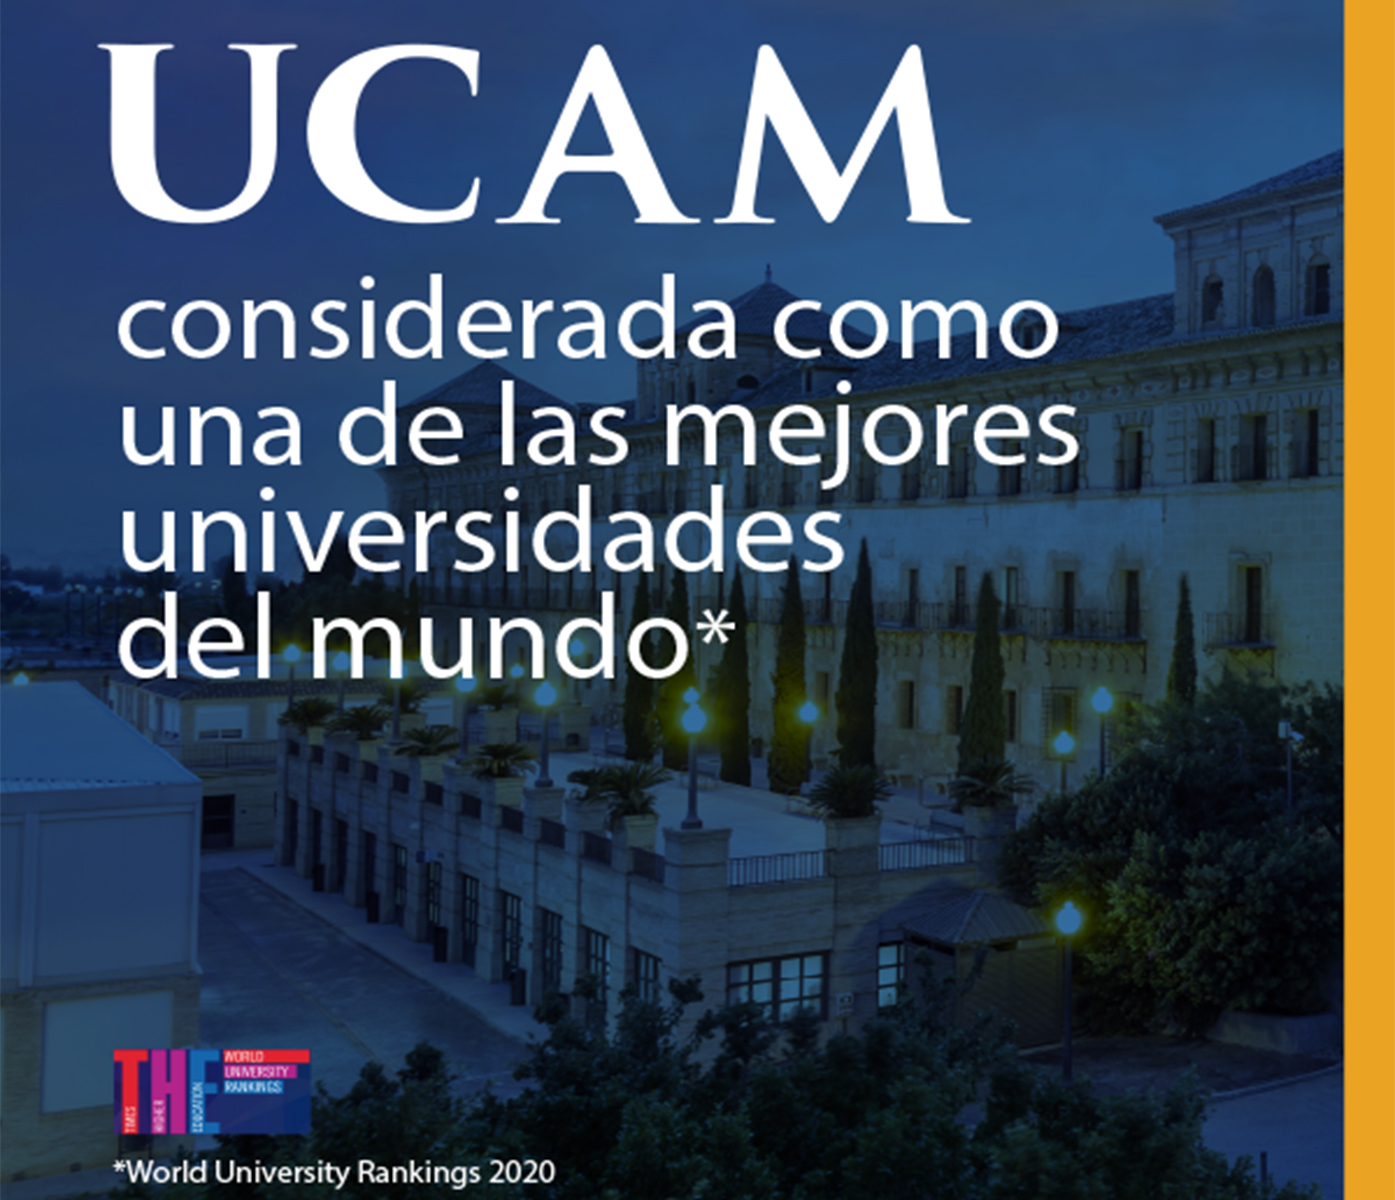 UCAM
considerada como
una de las mejores
universidades
del mundo*
THE
TIMES
HIGHER
EDUCATION
WORLD
UNIVERSITY
RANKINGS
*World University Rankings 2020